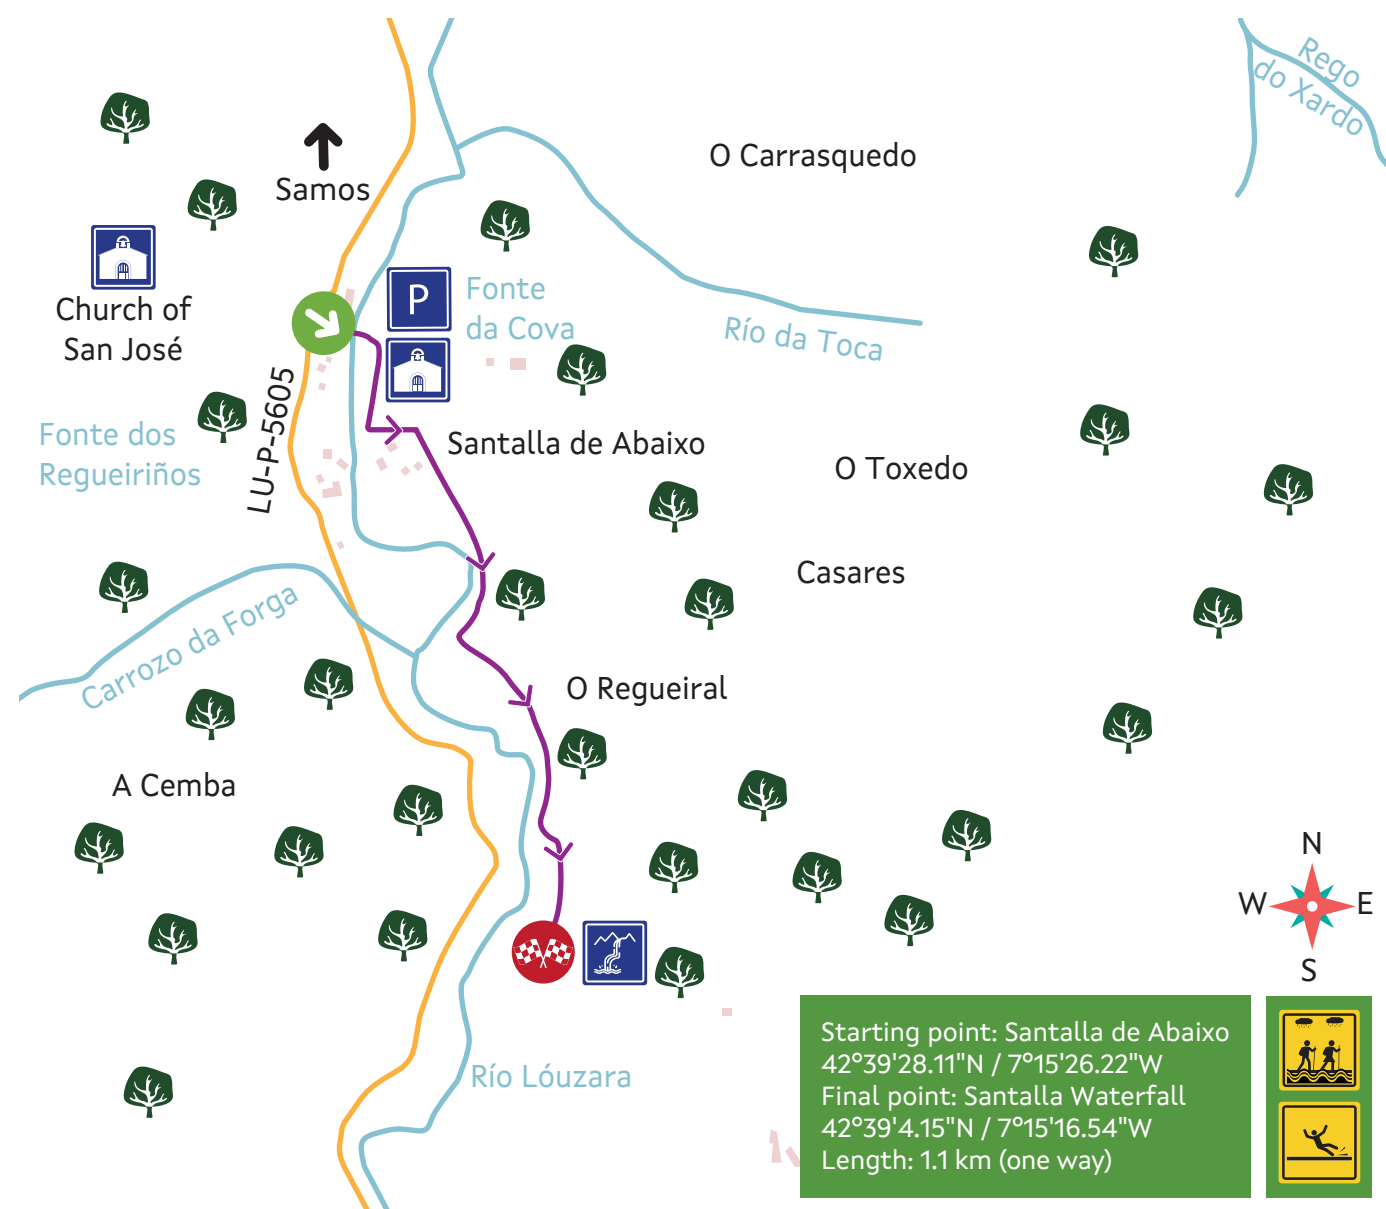 Rego
do Xardo
O Carrasquedo
Samos
Church of
San José
P
Fonte
da Cova
Río da Toca
LU-P-5605
Fonte dos
Regueiriños
Santalla de Abaixo
O Toxedo
Casares
Carrozo da Forga
O Regueiral
A Cemba
N
W
E
S
Río Lóuzara
Starting point: Santalla de Abaixo
42°39'28.11"N / 7°15'26.22"W
Final point: Santalla Waterfall
42°39'4.15"N / 7°15'16.54"W
Length: 1.1 km (one way)